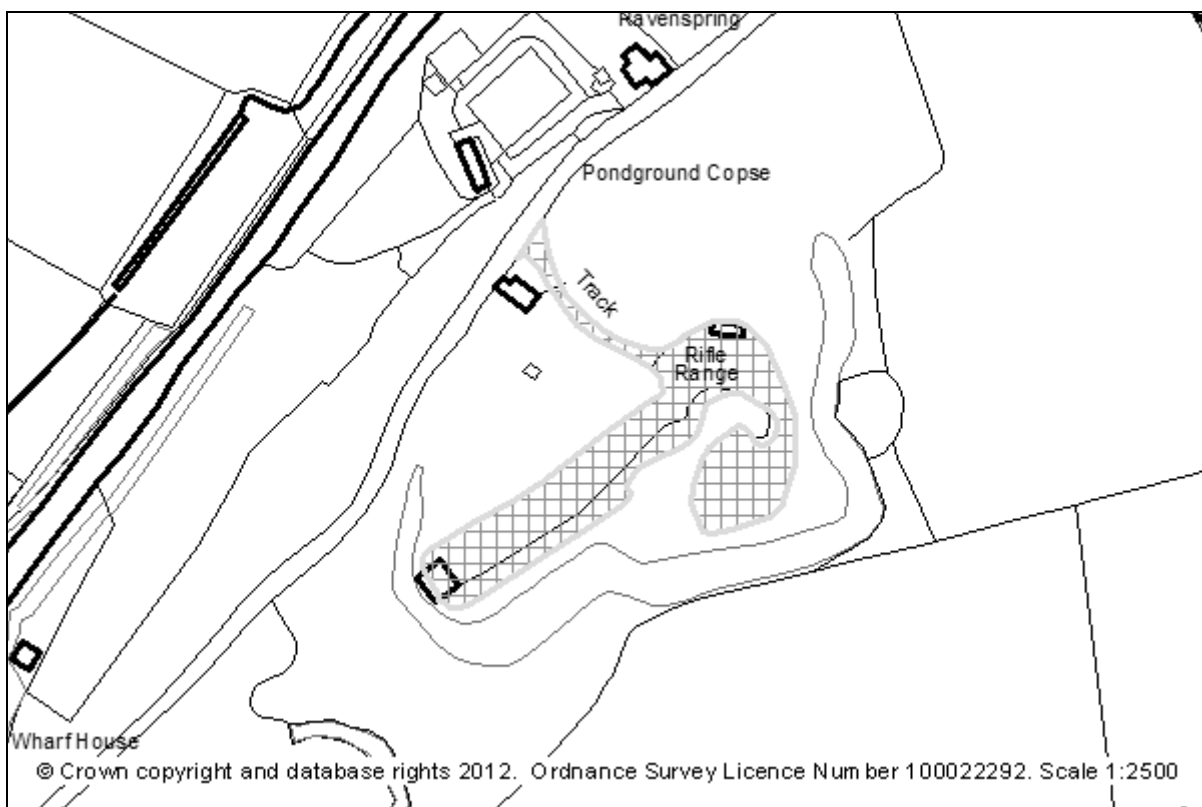 Ravenspring
Pondground Copse
Track
Rifle
Range
Wharf House
© Crown copyright and database rights 2012. Ordnance Survey Licence Number 100022292. Scale 1:2500